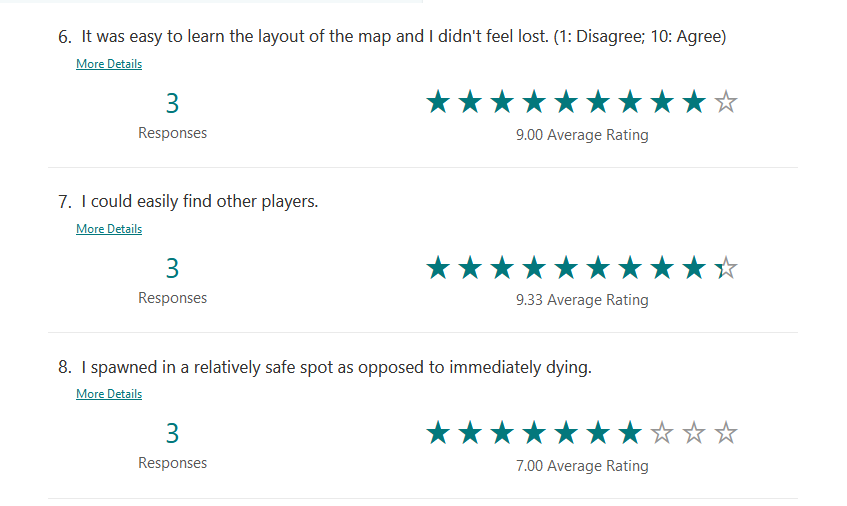 6. It was easy to learn the layout of the map and I didn't feel lost. (1: Disagree; 10: Agree)
More Details
3
Responses
9.00 Average Rating
7. I could easily find other players.
More Details
3
Responses
9.33 Average Rating
8. I spawned in a relatively safe spot as opposed to immediately dying.
More Details
3
Responses
7.00 Average Rating